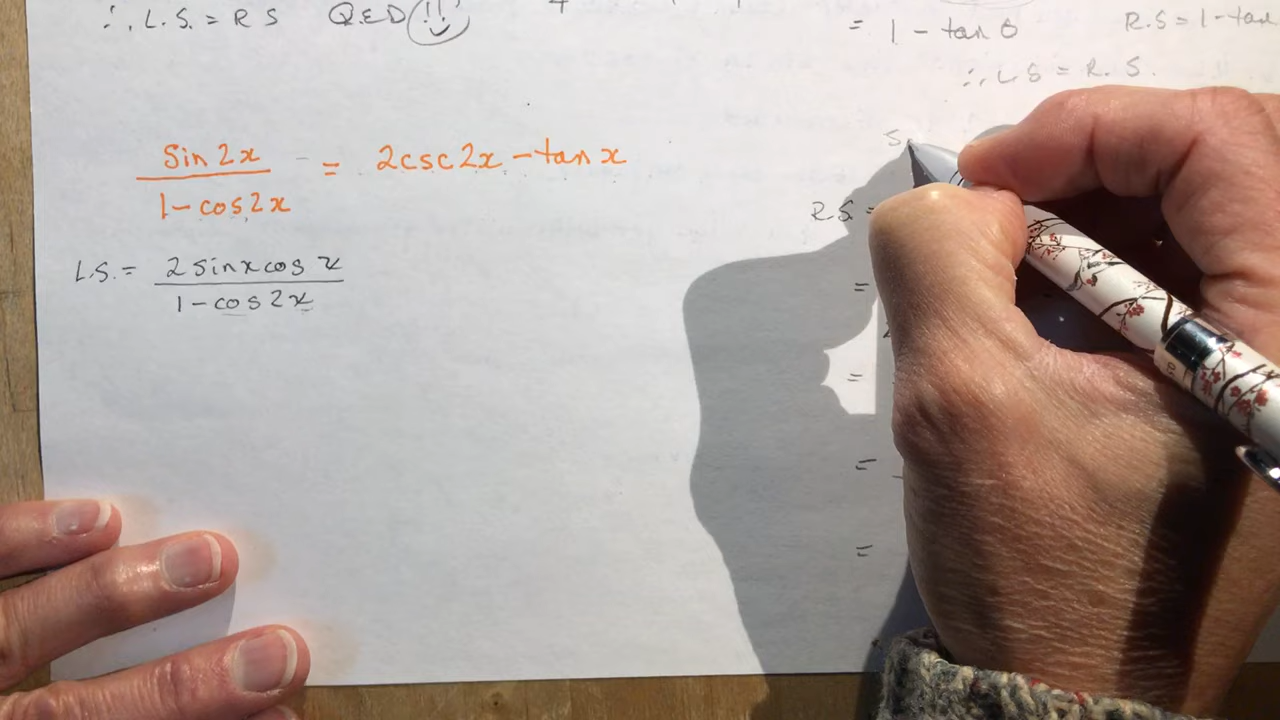 ∴ L.S. = R S Q.E.D !!
= 1 - tan θ R.S = 1 - tan
∴ L S = R. S.
sin 2x / 1 - cos 2x = 2csc 2x - tan x
R.S. =
L.S. = 2 sin x cos x / 1 - cos 2x
=
=
=
=